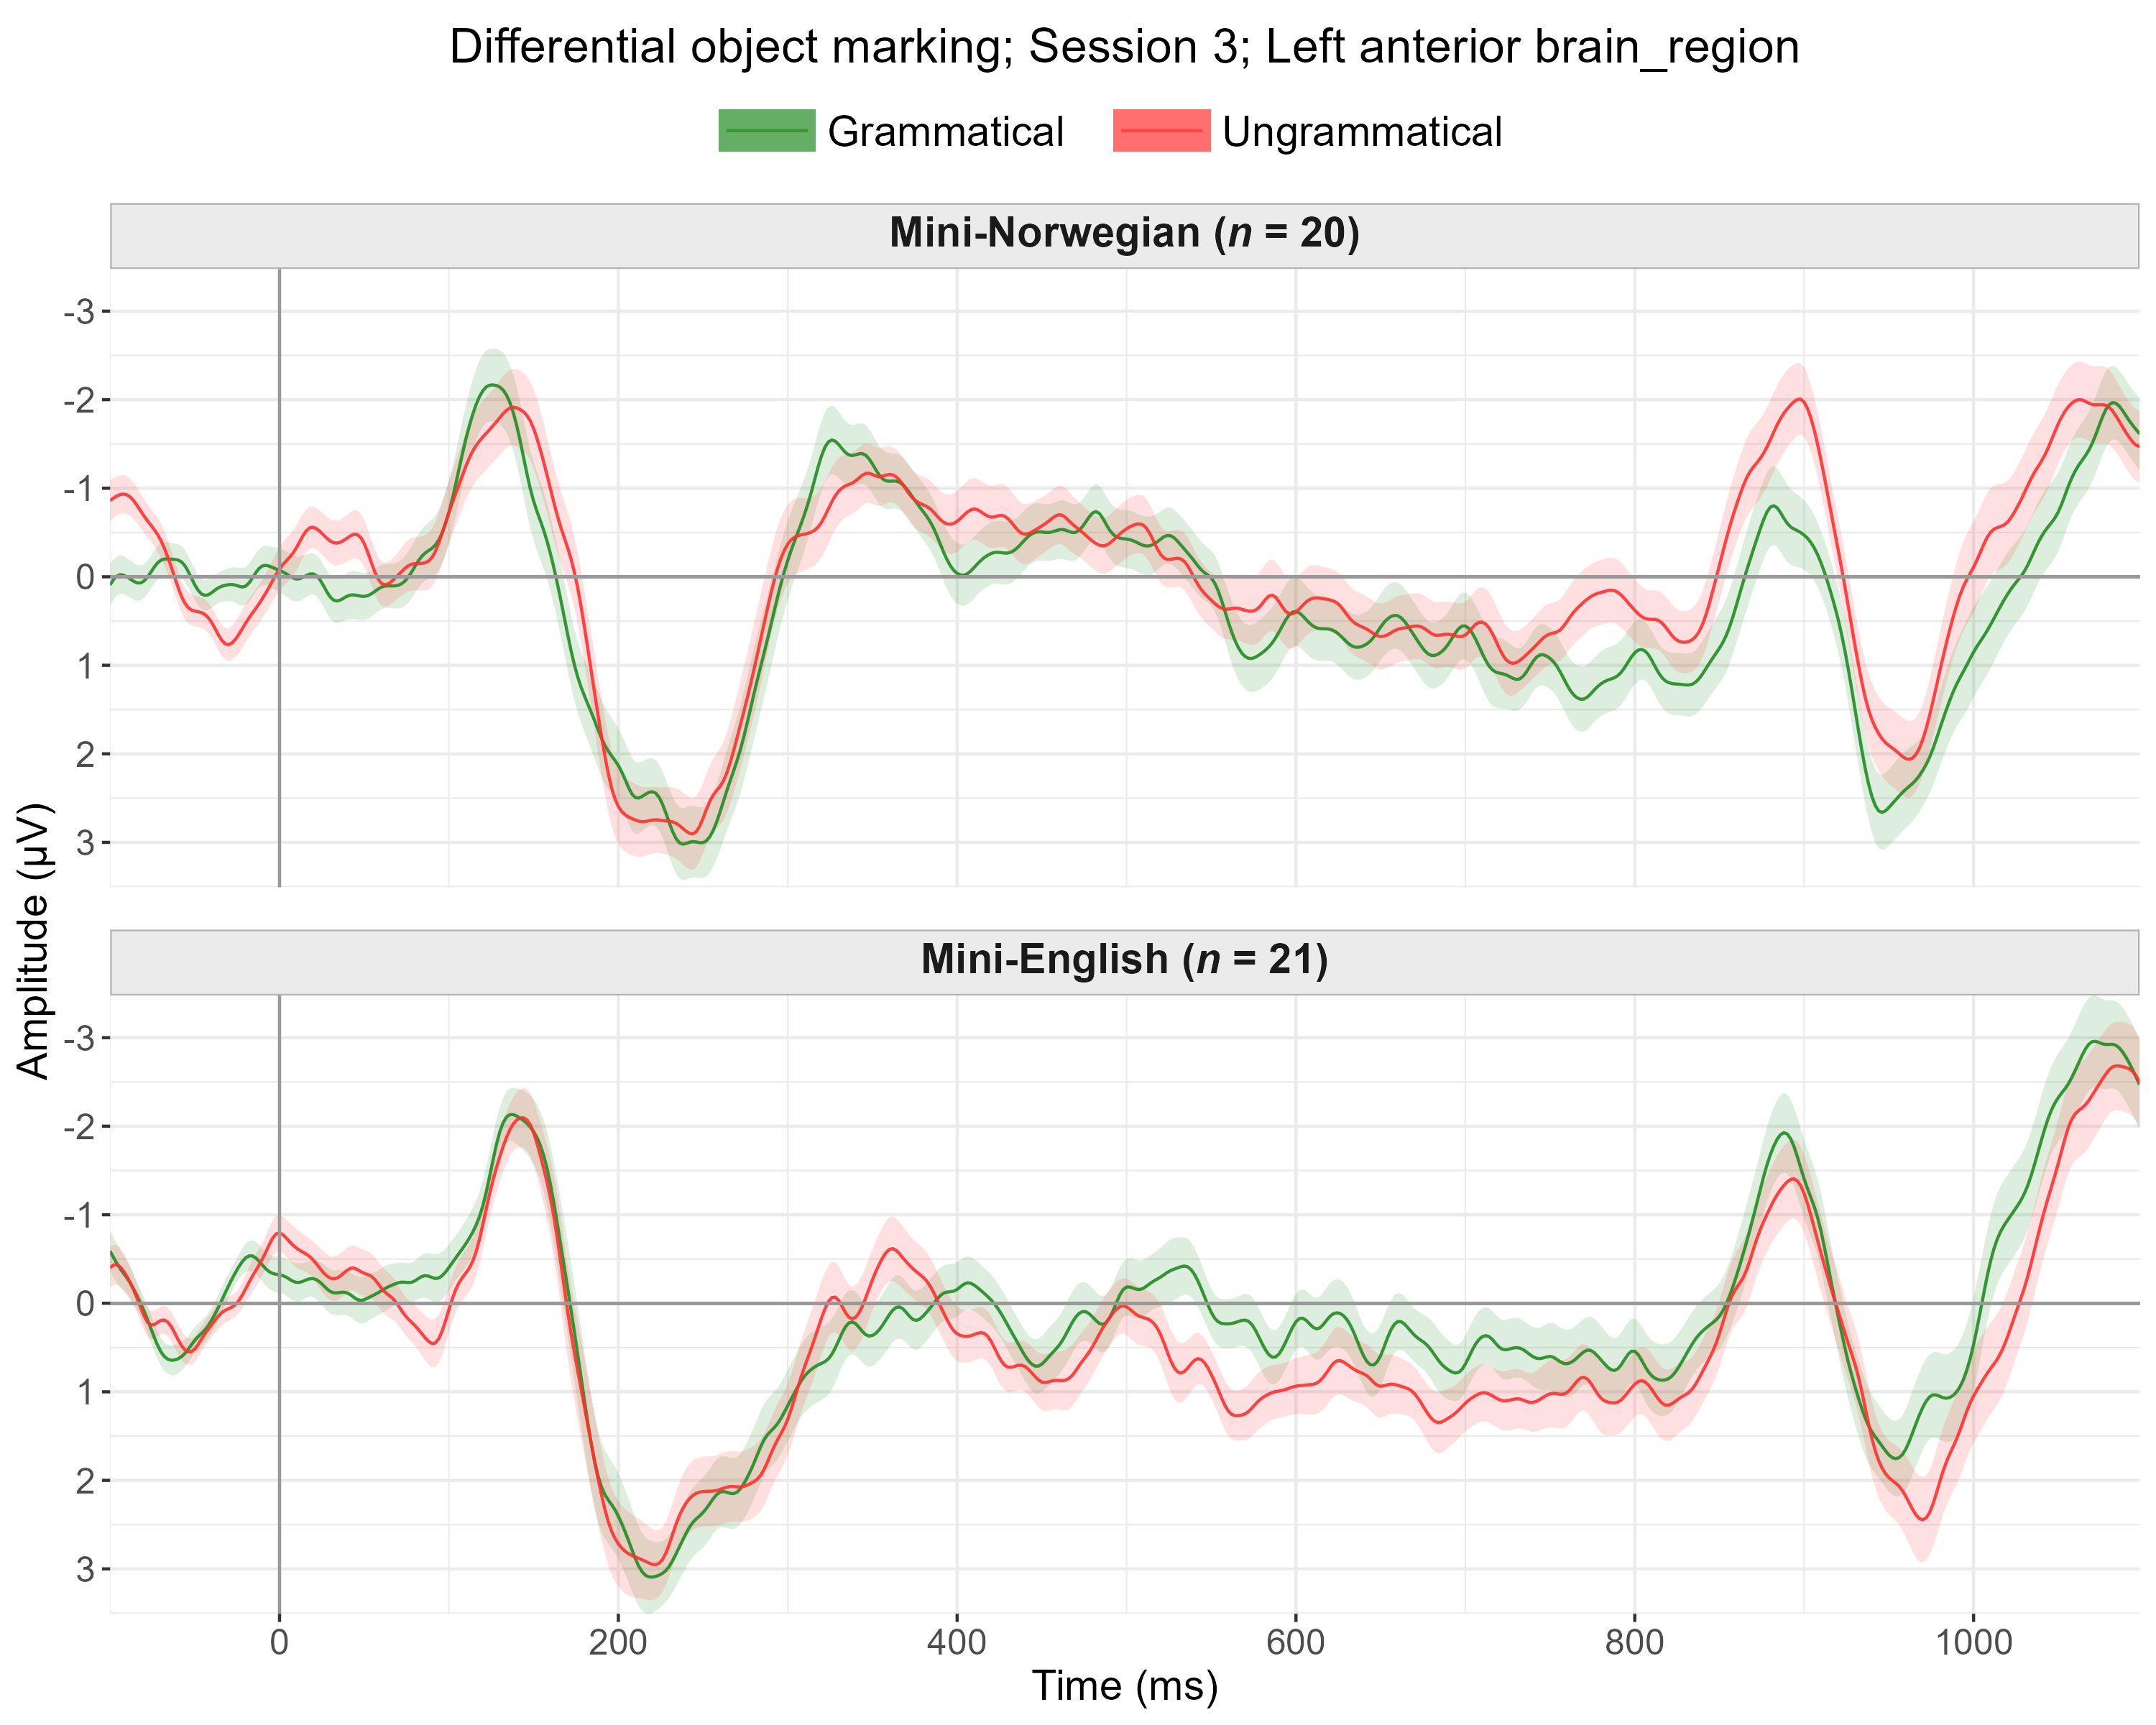 Differential object marking; Session 3; Left anterior brain_region
Grammatical
Ungrammatical
Mini-Norwegian (n = 20)
-3
-2
-1
0
1
2
3
Mini-English (n = 21)
-3
-2
-1
0
1
2
3
Amplitude (µV)
0
200
400
600
800
1000
Time (ms)